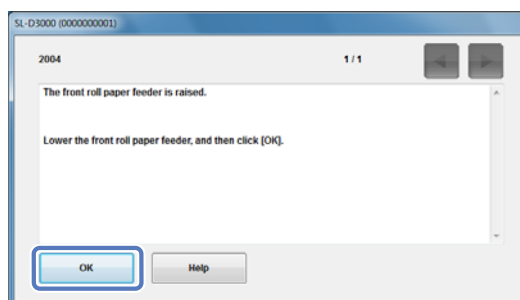 SL-D3000 (0000000001)
2004 1 / 1
The front roll paper feeder is raised.
Lower the front roll paper feeder, and then click [OK].
OK Help